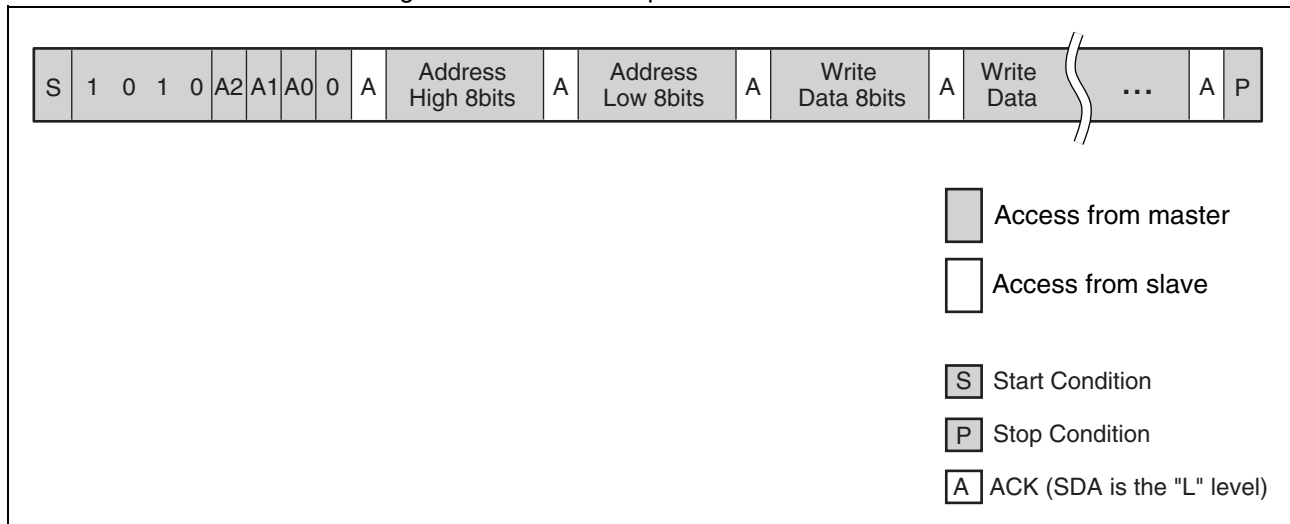 S 1 0 1 0 A2 A1 A0 0 A Address High 8bits A Address Low 8bits A Write Data 8bits A Write Data ... A P
Access from master
Access from slave
S Start Condition
P Stop Condition
A ACK (SDA is the "L" level)